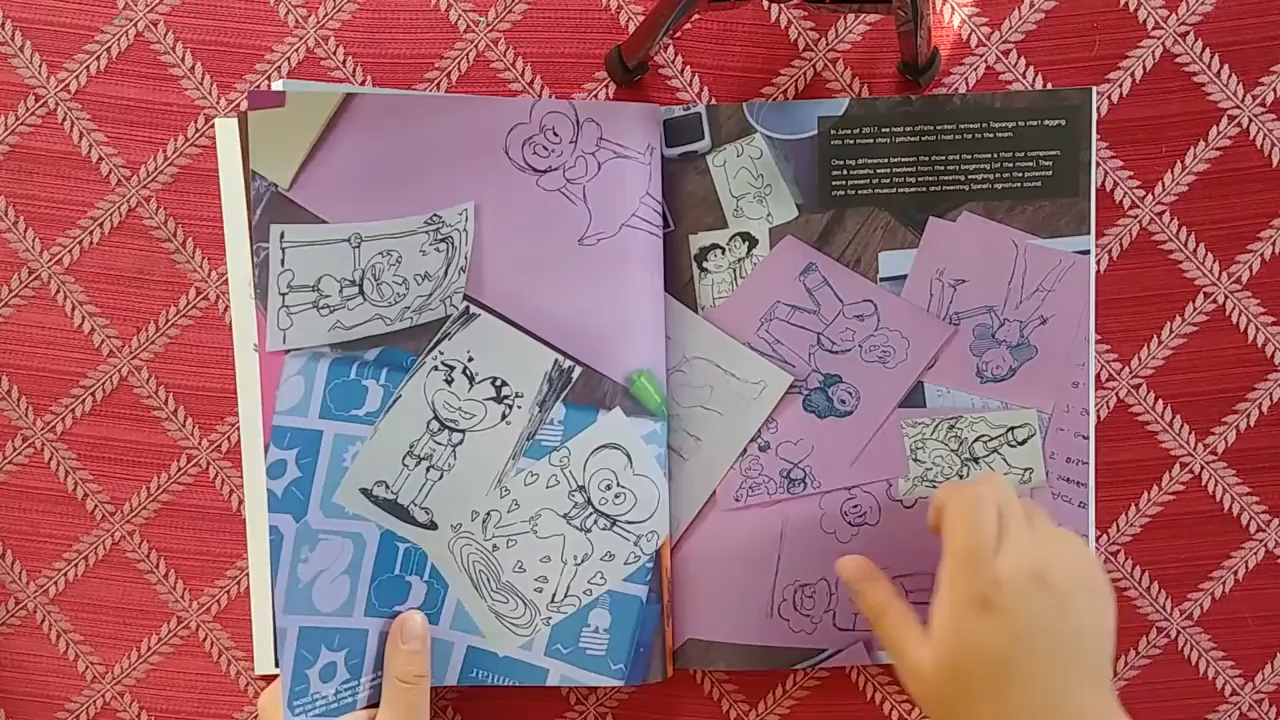 In June of 2017, we had an offsite writers' retreat in Topanga to start digging
into the movie story. I pitched what I had so far to the team.
One big difference between the show and the movie is that our composers,
aivi & surasshu, were involved from the very beginning [of the movie]. They
were present at our first big writers meeting, weighing in on the potential
style for each musical sequence, and inventing Spinel's signature sound.